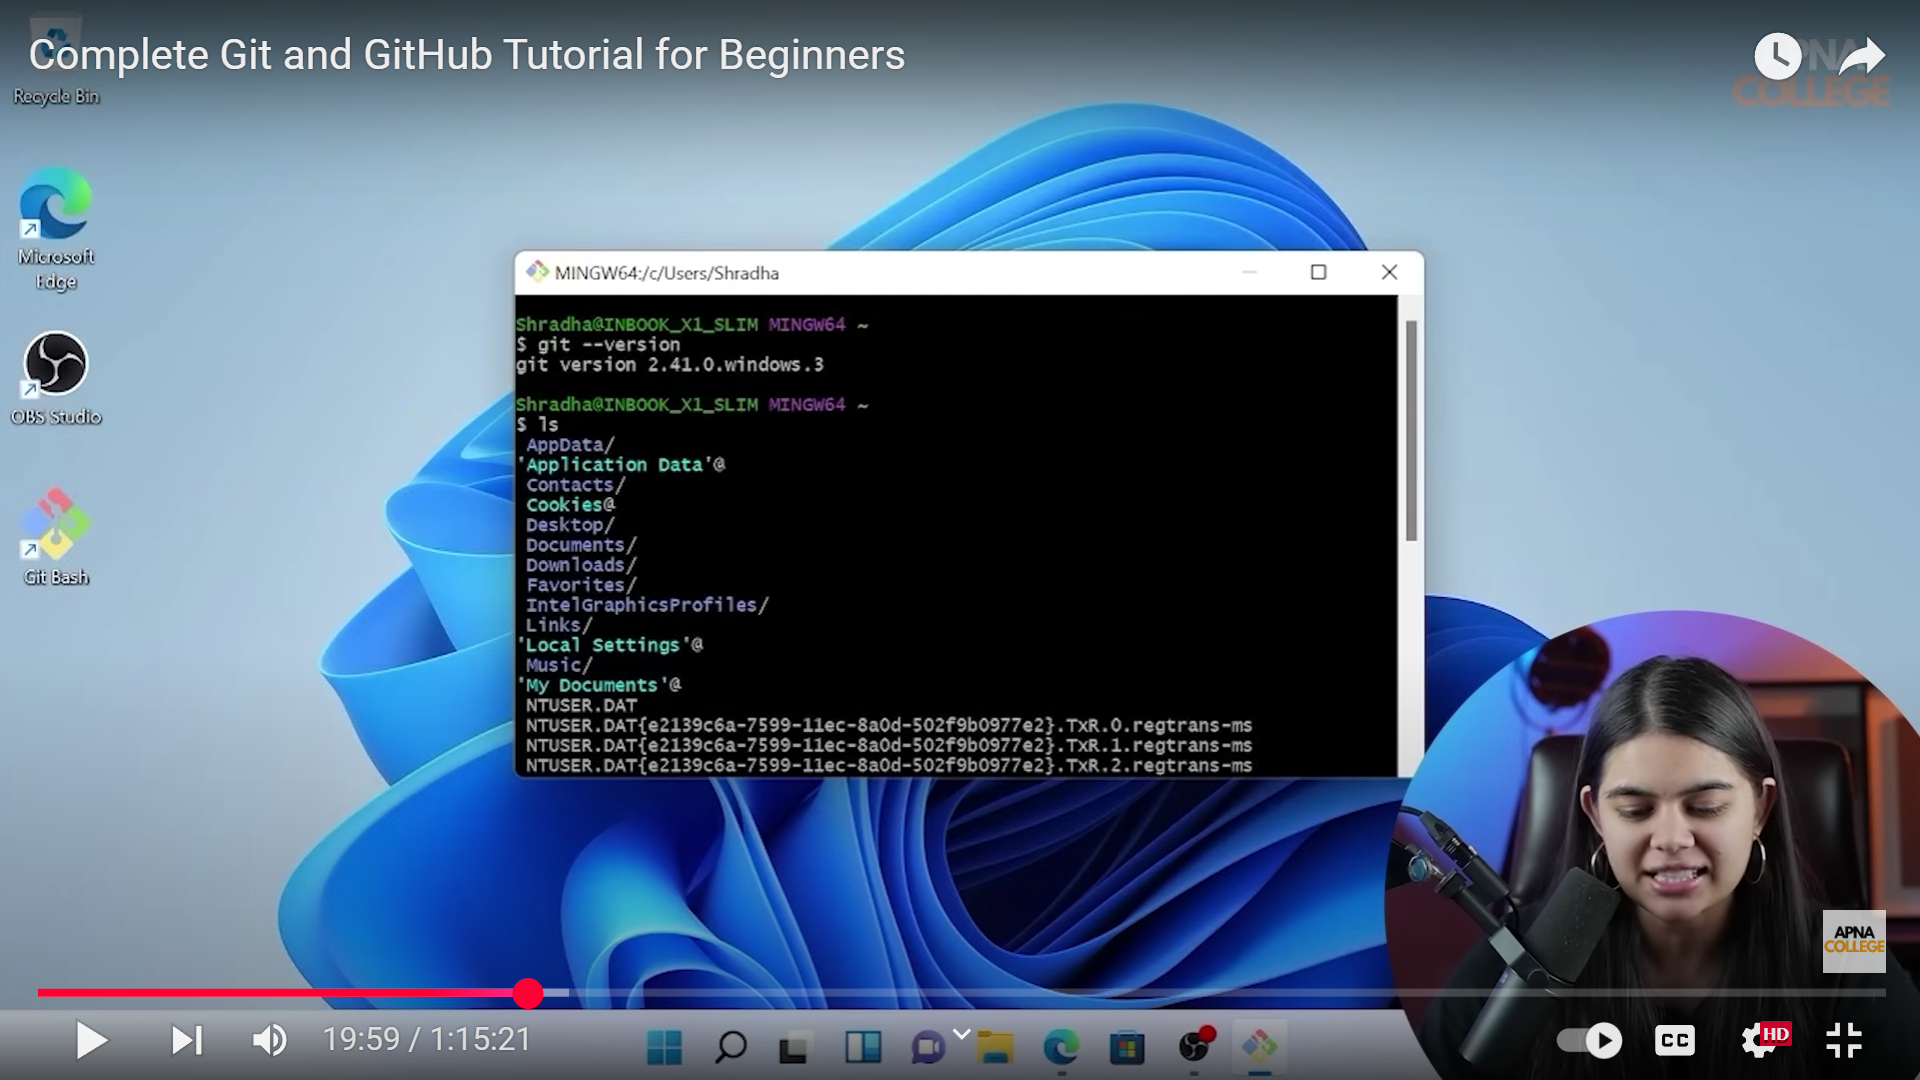 Complete Git and GitHub Tutorial for Beginners
APNA
COLLEGE
Recycle Bin
Microsoft
Edge
OBS Studio
Git Bash
MINGW64:/c/Users/Shradha
Shradha@INBOOK_X1_SLIM MINGW64 ~
$ git --version
git version 2.41.0.windows.3
Shradha@INBOOK_X1_SLIM MINGW64 ~
$ ls
AppData/
'Application Data'@
Contacts/
Cookies@
Desktop/
Documents/
Downloads/
Favorites/
IntelGraphicsProfiles/
Links/
'Local Settings'@
Music/
'My Documents'@
NTUSER.DAT
NTUSER.DAT{e2139c6a-7599-11ec-8a0d-502f9b0977e2}.TxR.0.regtrans-ms
NTUSER.DAT{e2139c6a-7599-11ec-8a0d-502f9b0977e2}.TxR.1.regtrans-ms
NTUSER.DAT{e2139c6a-7599-11ec-8a0d-502f9b0977e2}.TxR.2.regtrans-ms
APNA
COLLEGE
19:59 / 1:15:21
CC
HD